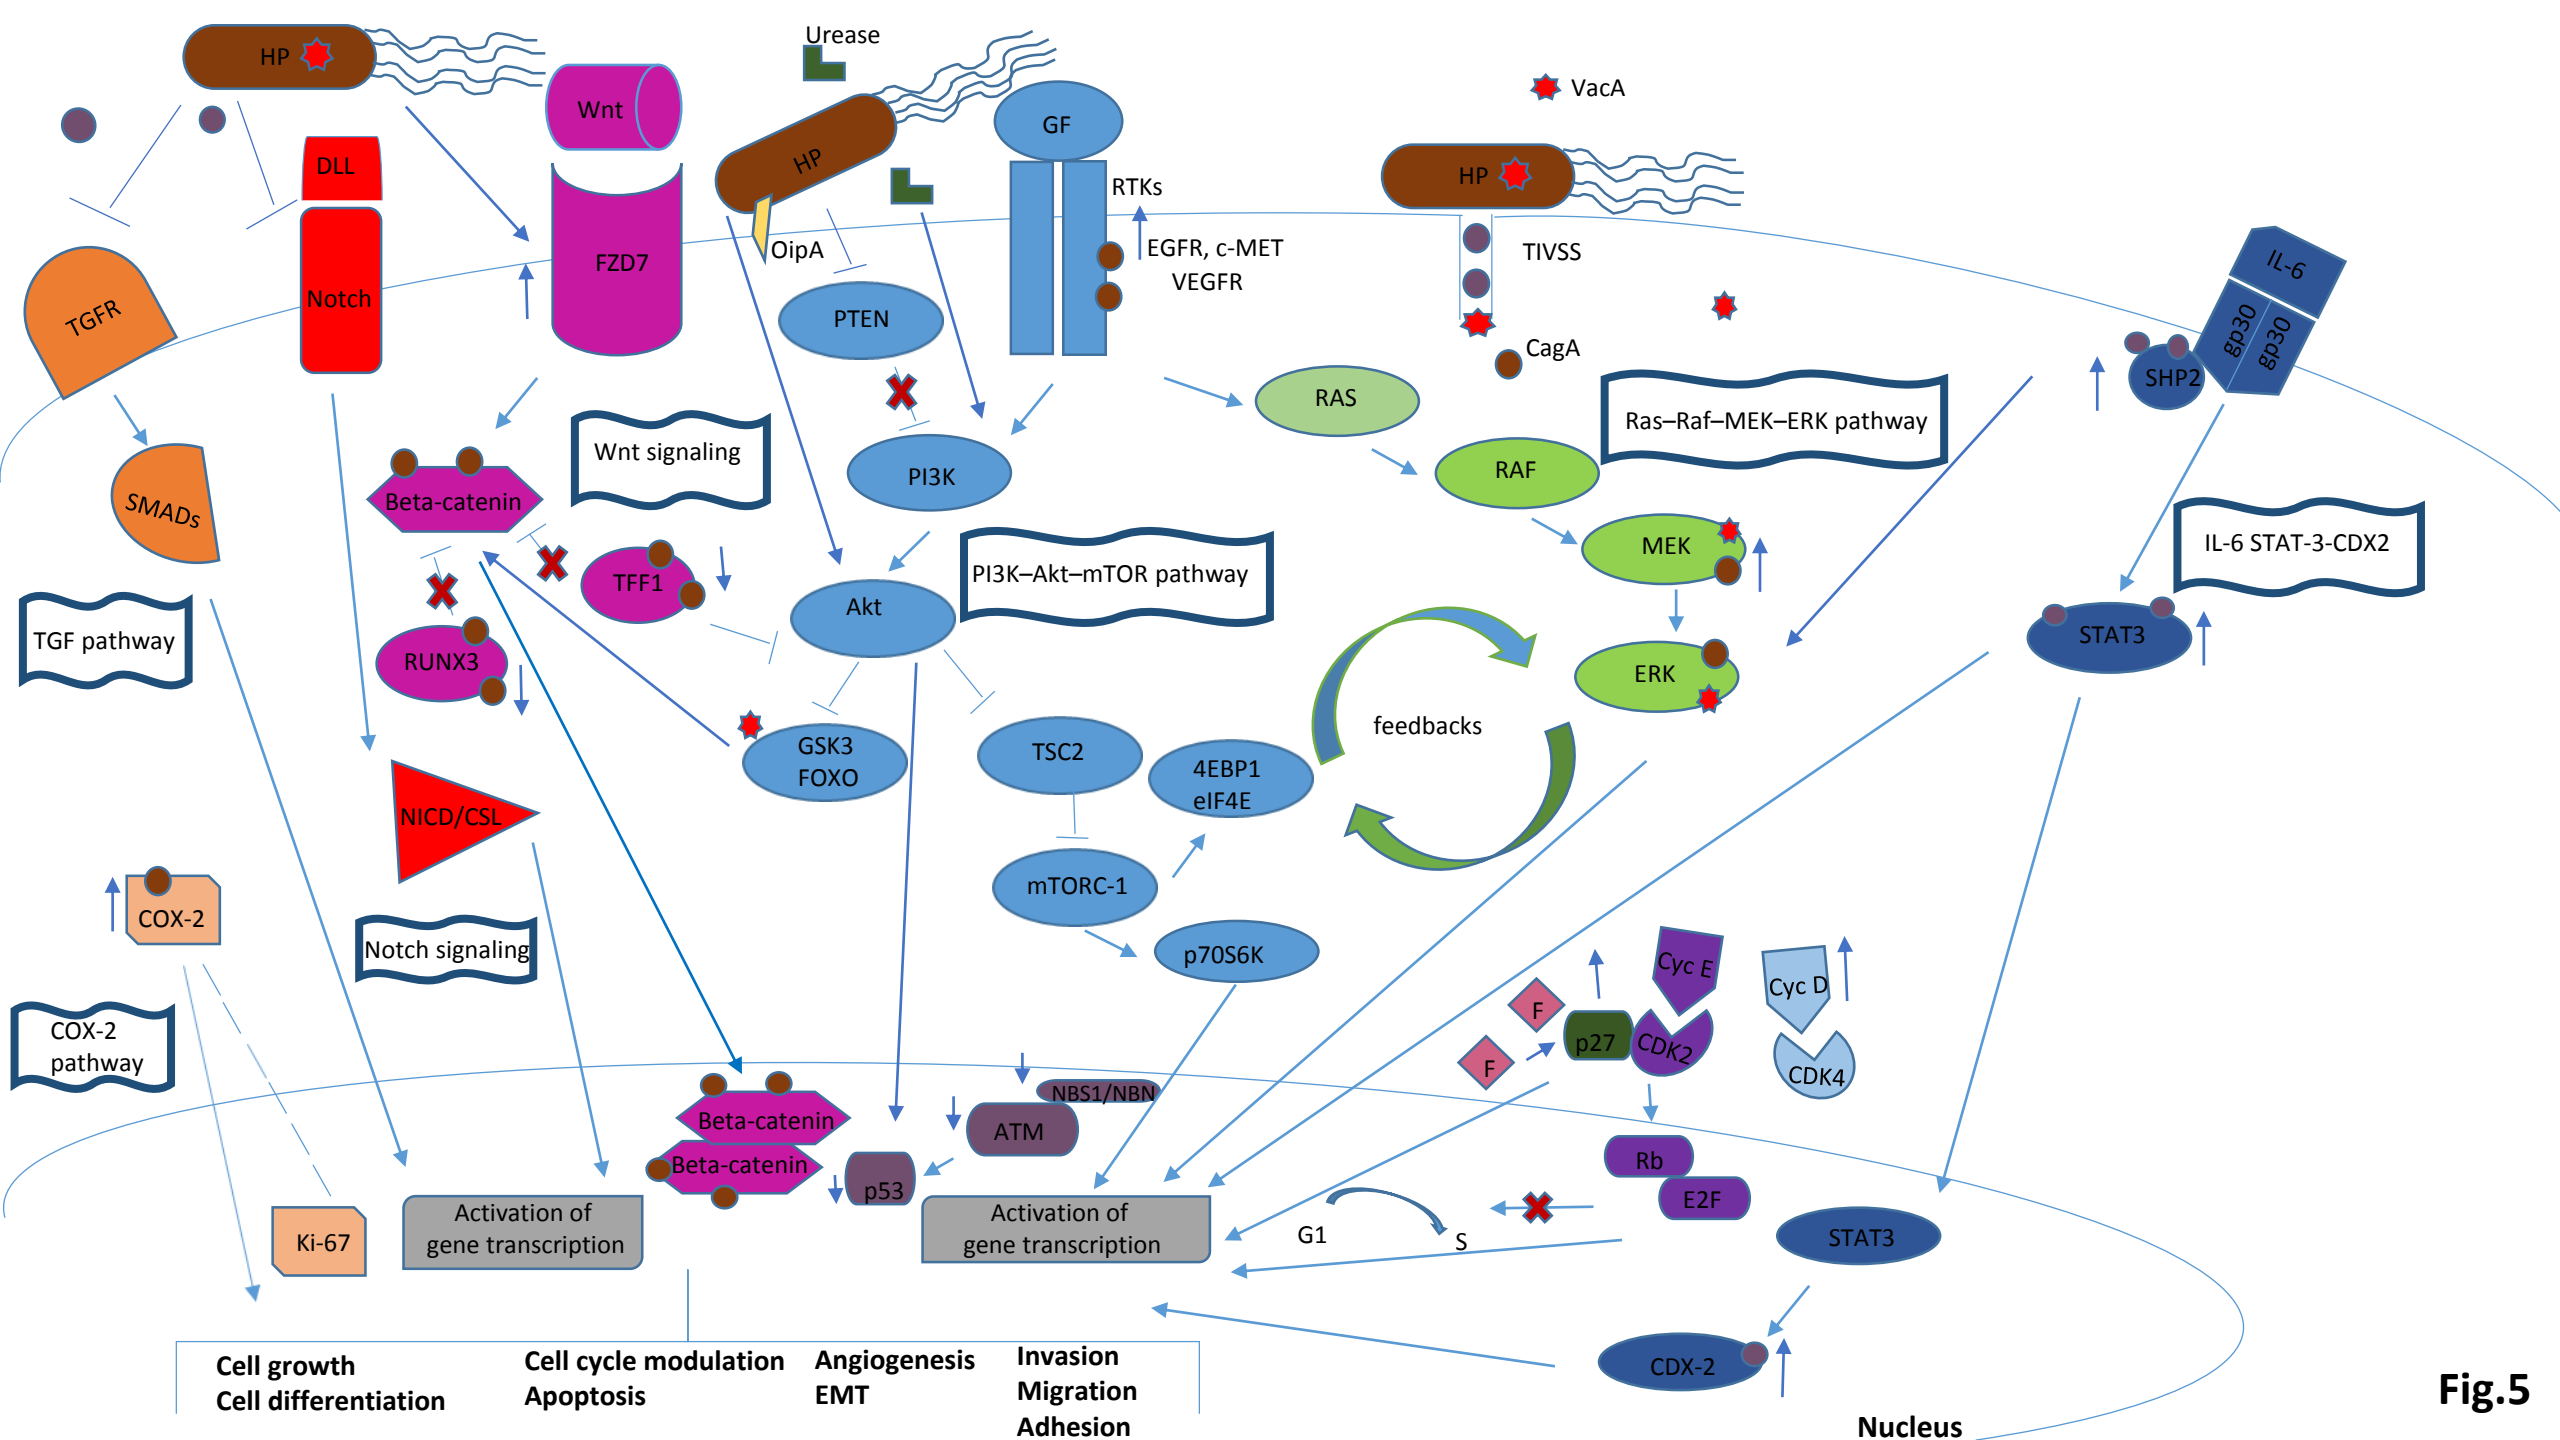 HP
Urease
Wnt
VacA
GF
DLL
HP
HP
RTKs
EGFR, c-MET
VEGFR
OipA
TIVSS
IL-6
FZD7
Notch
TGFR
PTEN
gp30
gp30
CagA
SHP2
RAS
Ras–Raf–MEK–ERK pathway
Wnt signaling
PI3K
RAF
Beta-catenin
SMADs
MEK
IL-6 STAT-3-CDX2
TFF1
PI3K–Akt–mTOR pathway
Akt
TGF pathway
RUNX3
STAT3
ERK
feedbacks
GSK3
FOXO
TSC2
4EBP1
eIF4E
NICD/CSL
mTORC-1
COX-2
Notch signaling
p70S6K
Cyc E
Cyc D
F
F
p27
CDK2
CDK4
COX-2
pathway
NBS1/NBN
Beta-catenin
ATM
Beta-catenin
p53
Rb
E2F
Ki-67
Activation of
gene transcription
Activation of
gene transcription
G1
S
STAT3
CDX-2
Cell growth
Cell differentiation
Cell cycle modulation
Apoptosis
Angiogenesis
EMT
Invasion
Migration
Adhesion
Nucleus
Fig.5